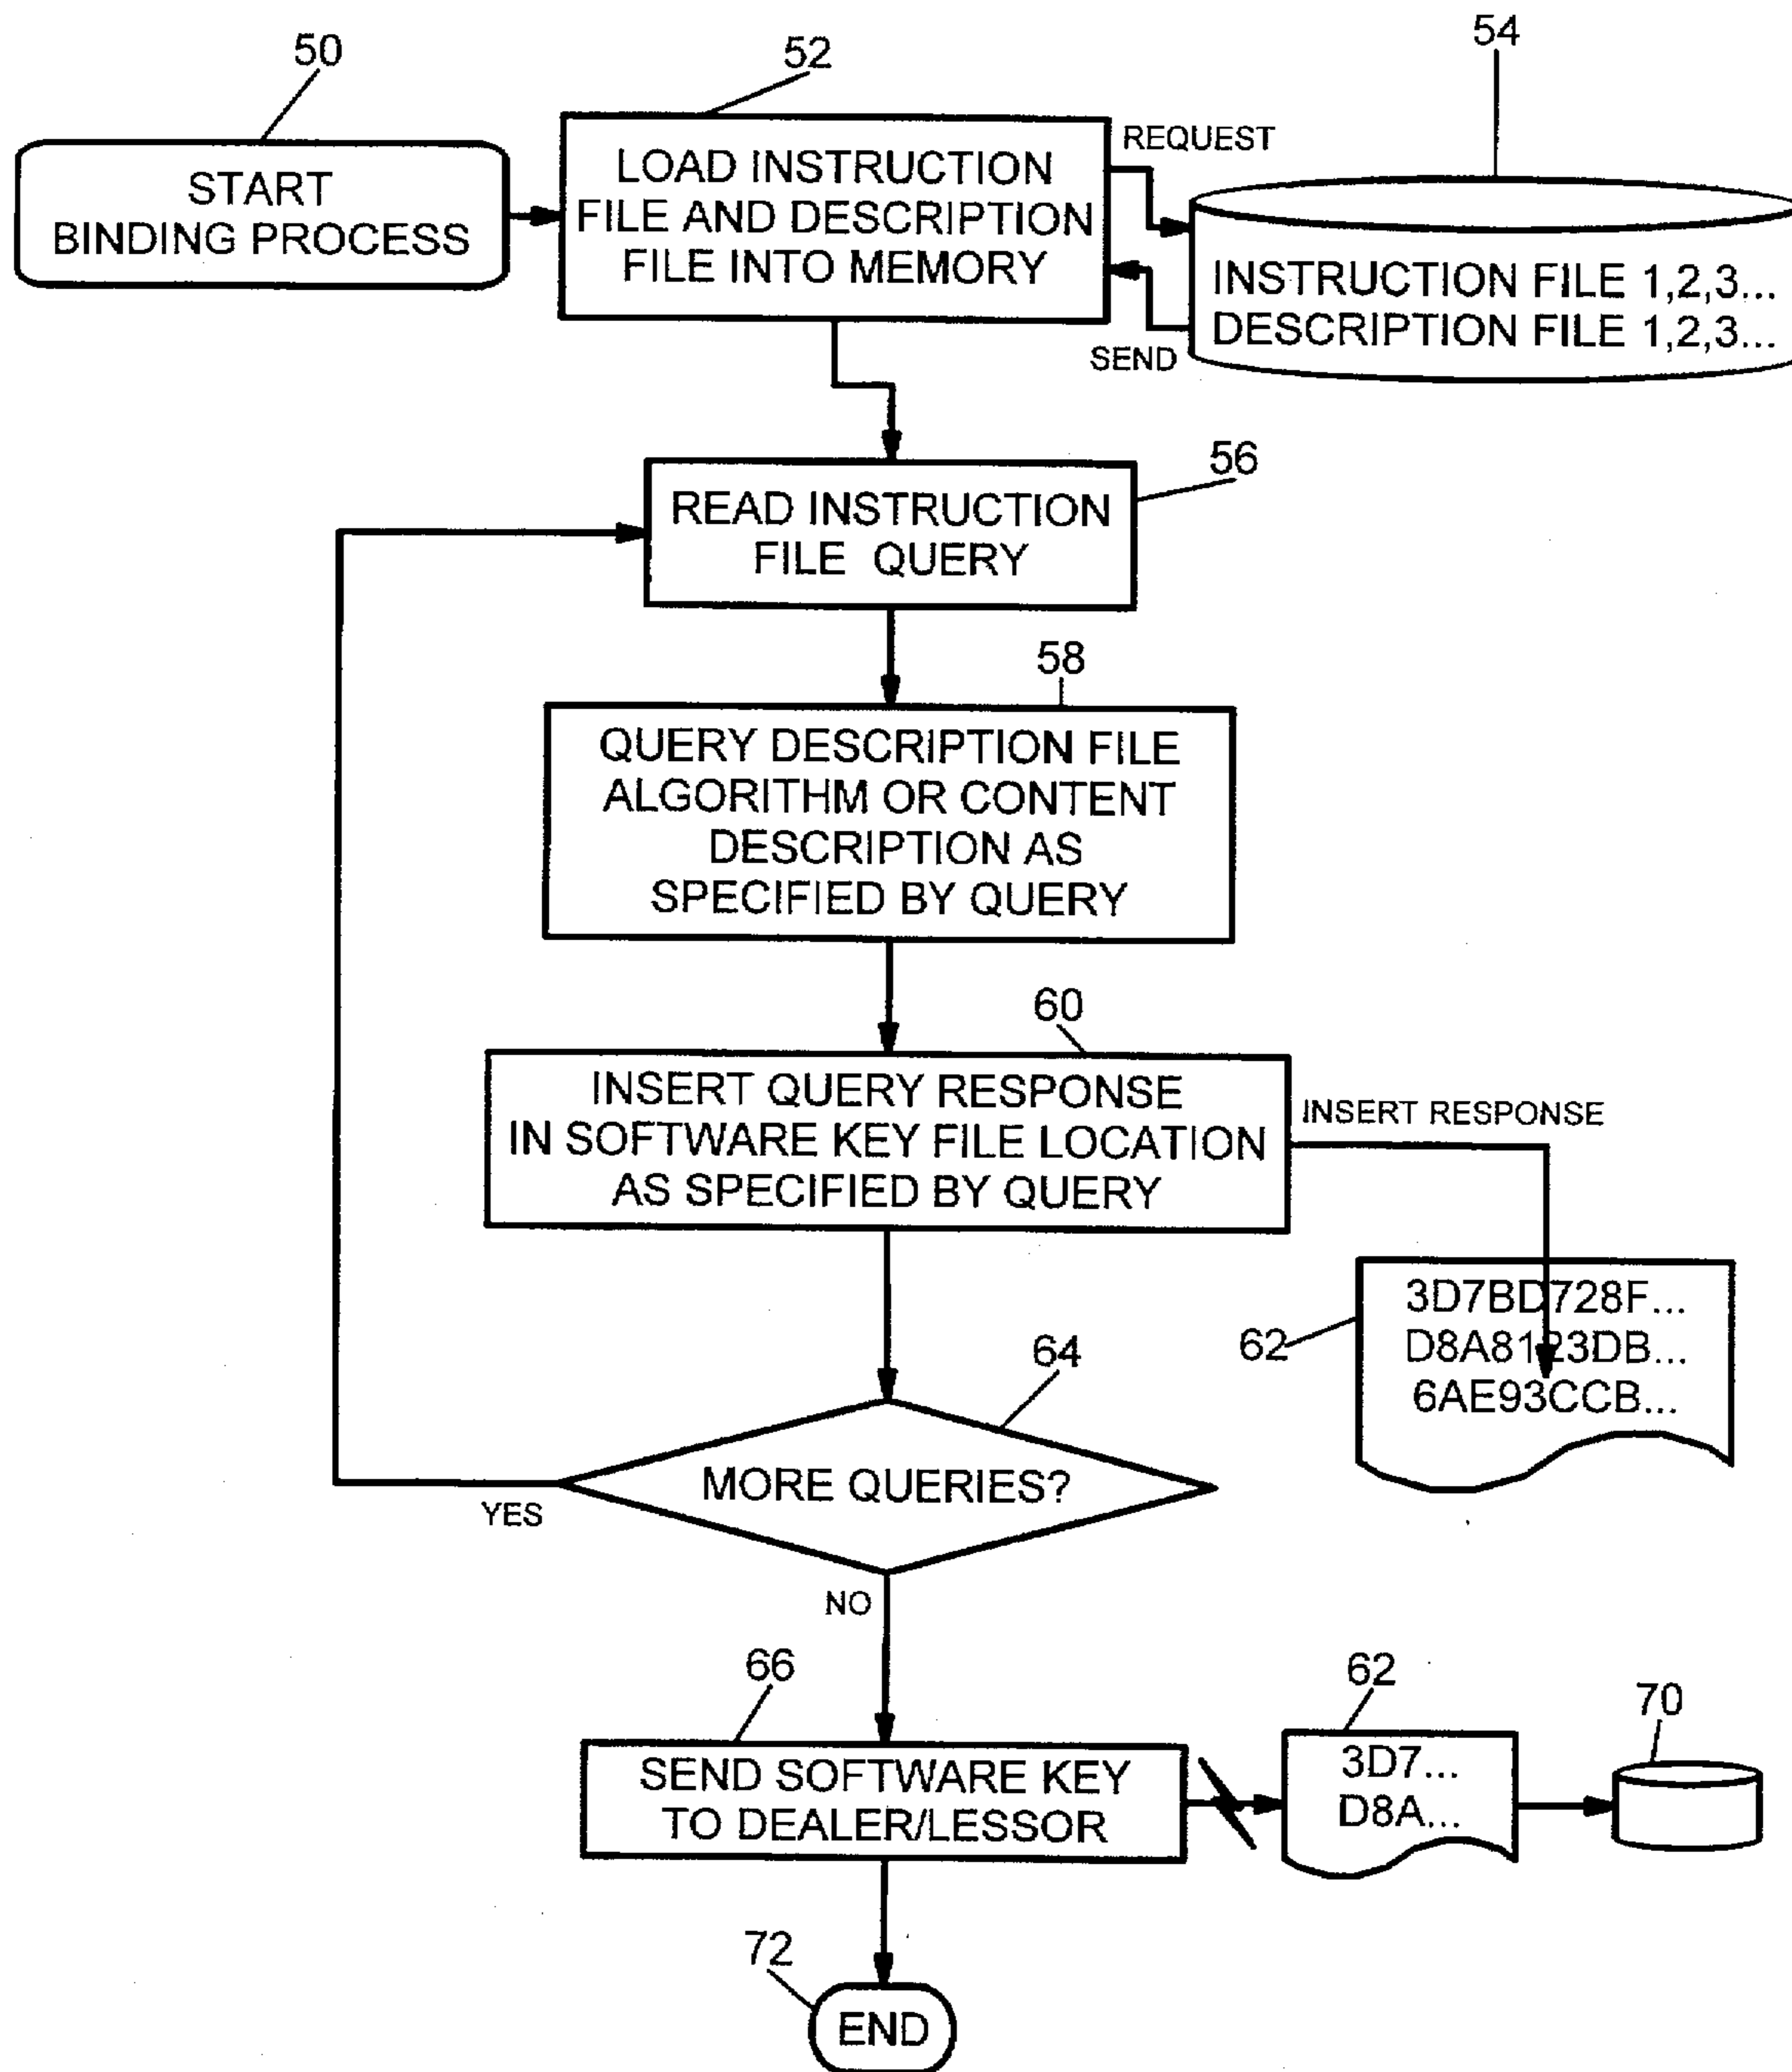 50
52
54
START
BINDING PROCESS
LOAD INSTRUCTION
FILE AND DESCRIPTION
FILE INTO MEMORY
REQUEST
SEND
INSTRUCTION FILE 1,2,3...
DESCRIPTION FILE 1,2,3...
56
READ INSTRUCTION
FILE QUERY
58
QUERY DESCRIPTION FILE
ALGORITHM OR CONTENT
DESCRIPTION AS
SPECIFIED BY QUERY
60
INSERT QUERY RESPONSE
IN SOFTWARE KEY FILE LOCATION
AS SPECIFIED BY QUERY
INSERT RESPONSE
62
3D7BD728F...
D8A8123DB...
6AE93CCB...
64
MORE QUERIES?
YES
NO
66
SEND SOFTWARE KEY
TO DEALER/LESSOR
62
3D7...
D8A...
70
72
END